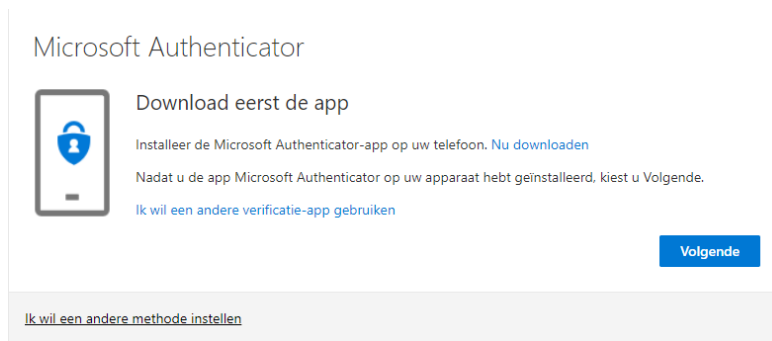 Microsoft Authenticator
Download eerst de app
Installeer de Microsoft Authenticator-app op uw telefoon. Nu downloaden
Nadat u de app Microsoft Authenticator op uw apparaat hebt geïnstalleerd, kiest u Volgende.
Ik wil een andere verificatie-app gebruiken
Volgende
Ik wil een andere methode instellen